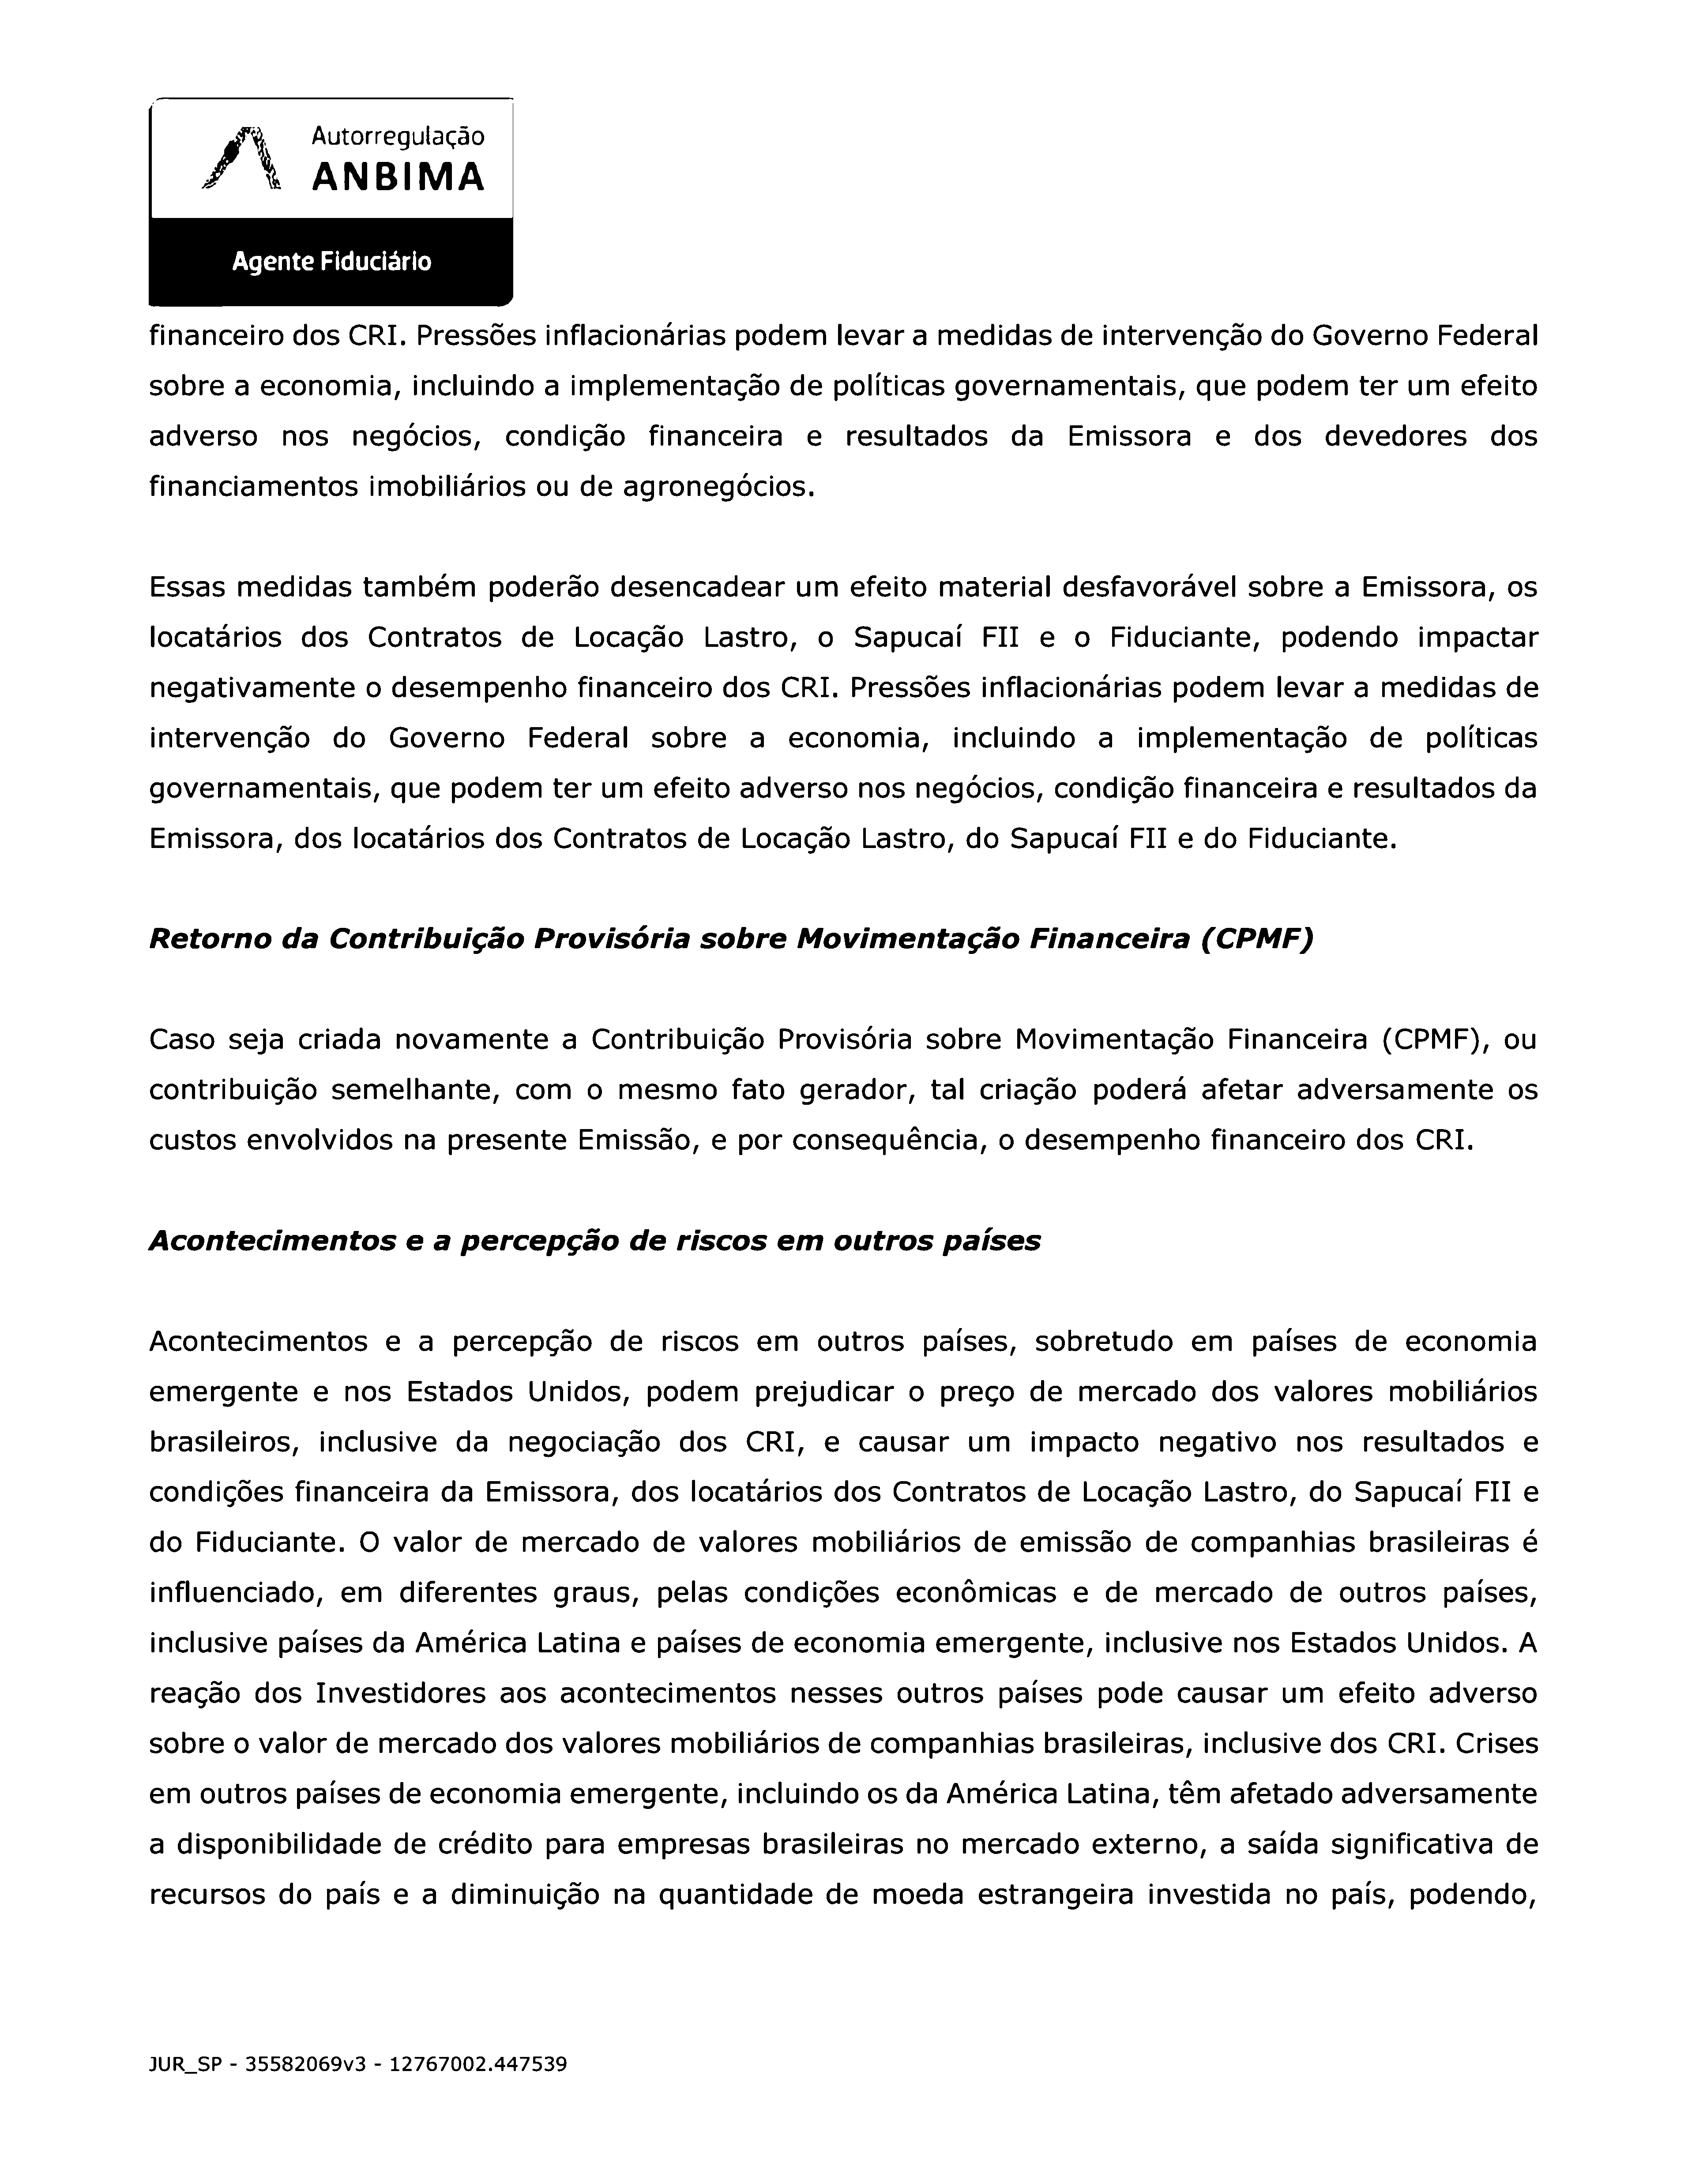 Autorregulação
ANBIMA
Agente Fiduciário
financeiro dos CRI. Pressões inflacionárias podem levar a medidas de intervenção do Governo Federal
sobre a economia, incluindo a implementação de políticas governamentais, que podem ter um efeito
adverso nos negócios, condição financeira e resultados da Emissora e dos devedores dos
financiamentos imobiliários ou de agronegócios.
Essas medidas também poderão desencadear um efeito material desfavorável sobre a Emissora, os
locatários dos Contratos de Locação Lastro, o Sapucaí FII e o Fiduciante, podendo impactar
negativamente o desempenho financeiro dos CRI. Pressões inflacionárias podem levar a medidas de
intervenção do Governo Federal sobre a economia, incluindo a implementação de políticas
governamentais, que podem ter um efeito adverso nos negócios, condição financeira e resultados da
Emissora, dos locatários dos Contratos de Locação Lastro, do Sapucaí FII e do Fiduciante.
Retorno da Contribuição Provisória sobre Movimentação Financeira (CPMF)
Caso seja criada novamente a Contribuição Provisória sobre Movimentação Financeira (CPMF), ou
contribuição semelhante, com o mesmo fato gerador, tal criação poderá afetar adversamente os
custos envolvidos na presente Emissão, e por consequência, o desempenho financeiro dos CRI.
Acontecimentos e a percepção de riscos em outros países
Acontecimentos e a percepção de riscos em outros países, sobretudo em países de economia
emergente e nos Estados Unidos, podem prejudicar o preço de mercado dos valores mobiliários
brasileiros, inclusive da negociação dos CRI, e causar um impacto negativo nos resultados e
condições financeira da Emissora, dos locatários dos Contratos de Locação Lastro, do Sapucaí FII e
do Fiduciante. O valor de mercado de valores mobiliários de emissão de companhias brasileiras é
influenciado, em diferentes graus, pelas condições econômicas e de mercado de outros países,
inclusive países da América Latina e países de economia emergente, inclusive nos Estados Unidos. A
reação dos Investidores aos acontecimentos nesses outros países pode causar um efeito adverso
sobre o valor de mercado dos valores mobiliários de companhias brasileiras, inclusive dos CRI. Crises
em outros países de economia emergente, incluindo os da América Latina, têm afetado adversamente
a disponibilidade de crédito para empresas brasileiras no mercado externo, a saída significativa de
recursos do país e a diminuição na quantidade de moeda estrangeira investida no país, podendo,
JUR_SP - 35582069v3 - 12767002.447539